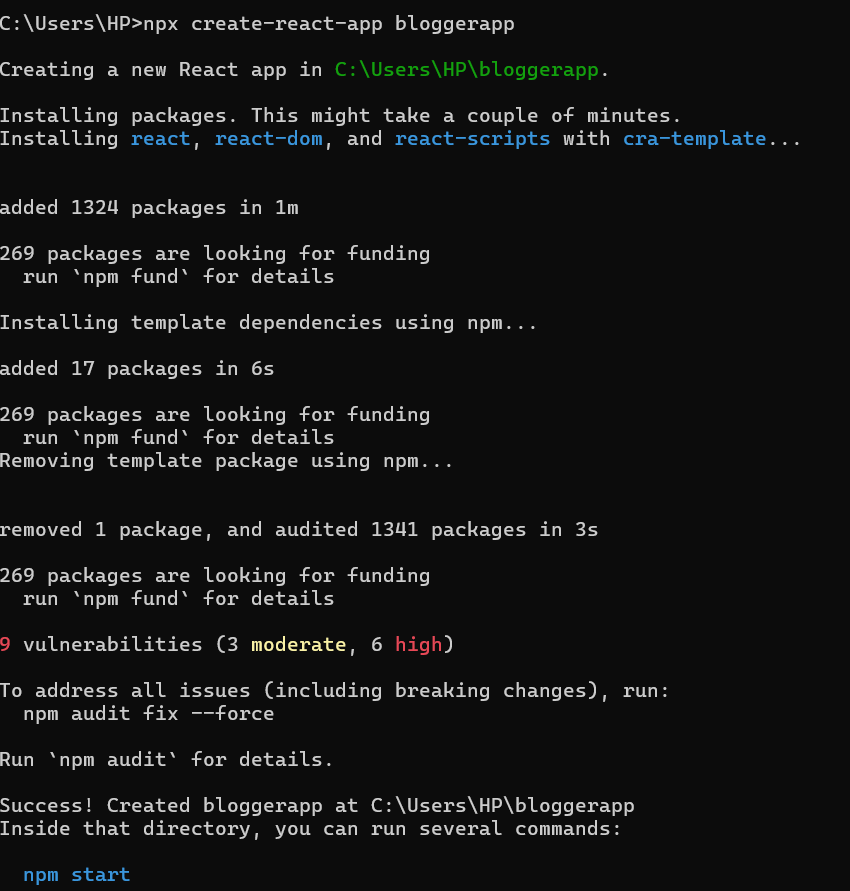 C:\Users\HP>npx create-react-app bloggerapp
Creating a new React app in C:\Users\HP\bloggerapp.
Installing packages. This might take a couple of minutes.
Installing react, react-dom, and react-scripts with cra-template...
added 1324 packages in 1m
269 packages are looking for funding
  run `npm fund` for details
Installing template dependencies using npm...
added 17 packages in 6s
269 packages are looking for funding
  run `npm fund` for details
Removing template package using npm...
removed 1 package, and audited 1341 packages in 3s
269 packages are looking for funding
  run `npm fund` for details
9 vulnerabilities (3 moderate, 6 high)
To address all issues (including breaking changes), run:
  npm audit fix --force
Run `npm audit` for details.
Success! Created bloggerapp at C:\Users\HP\bloggerapp
Inside that directory, you can run several commands:
  npm start